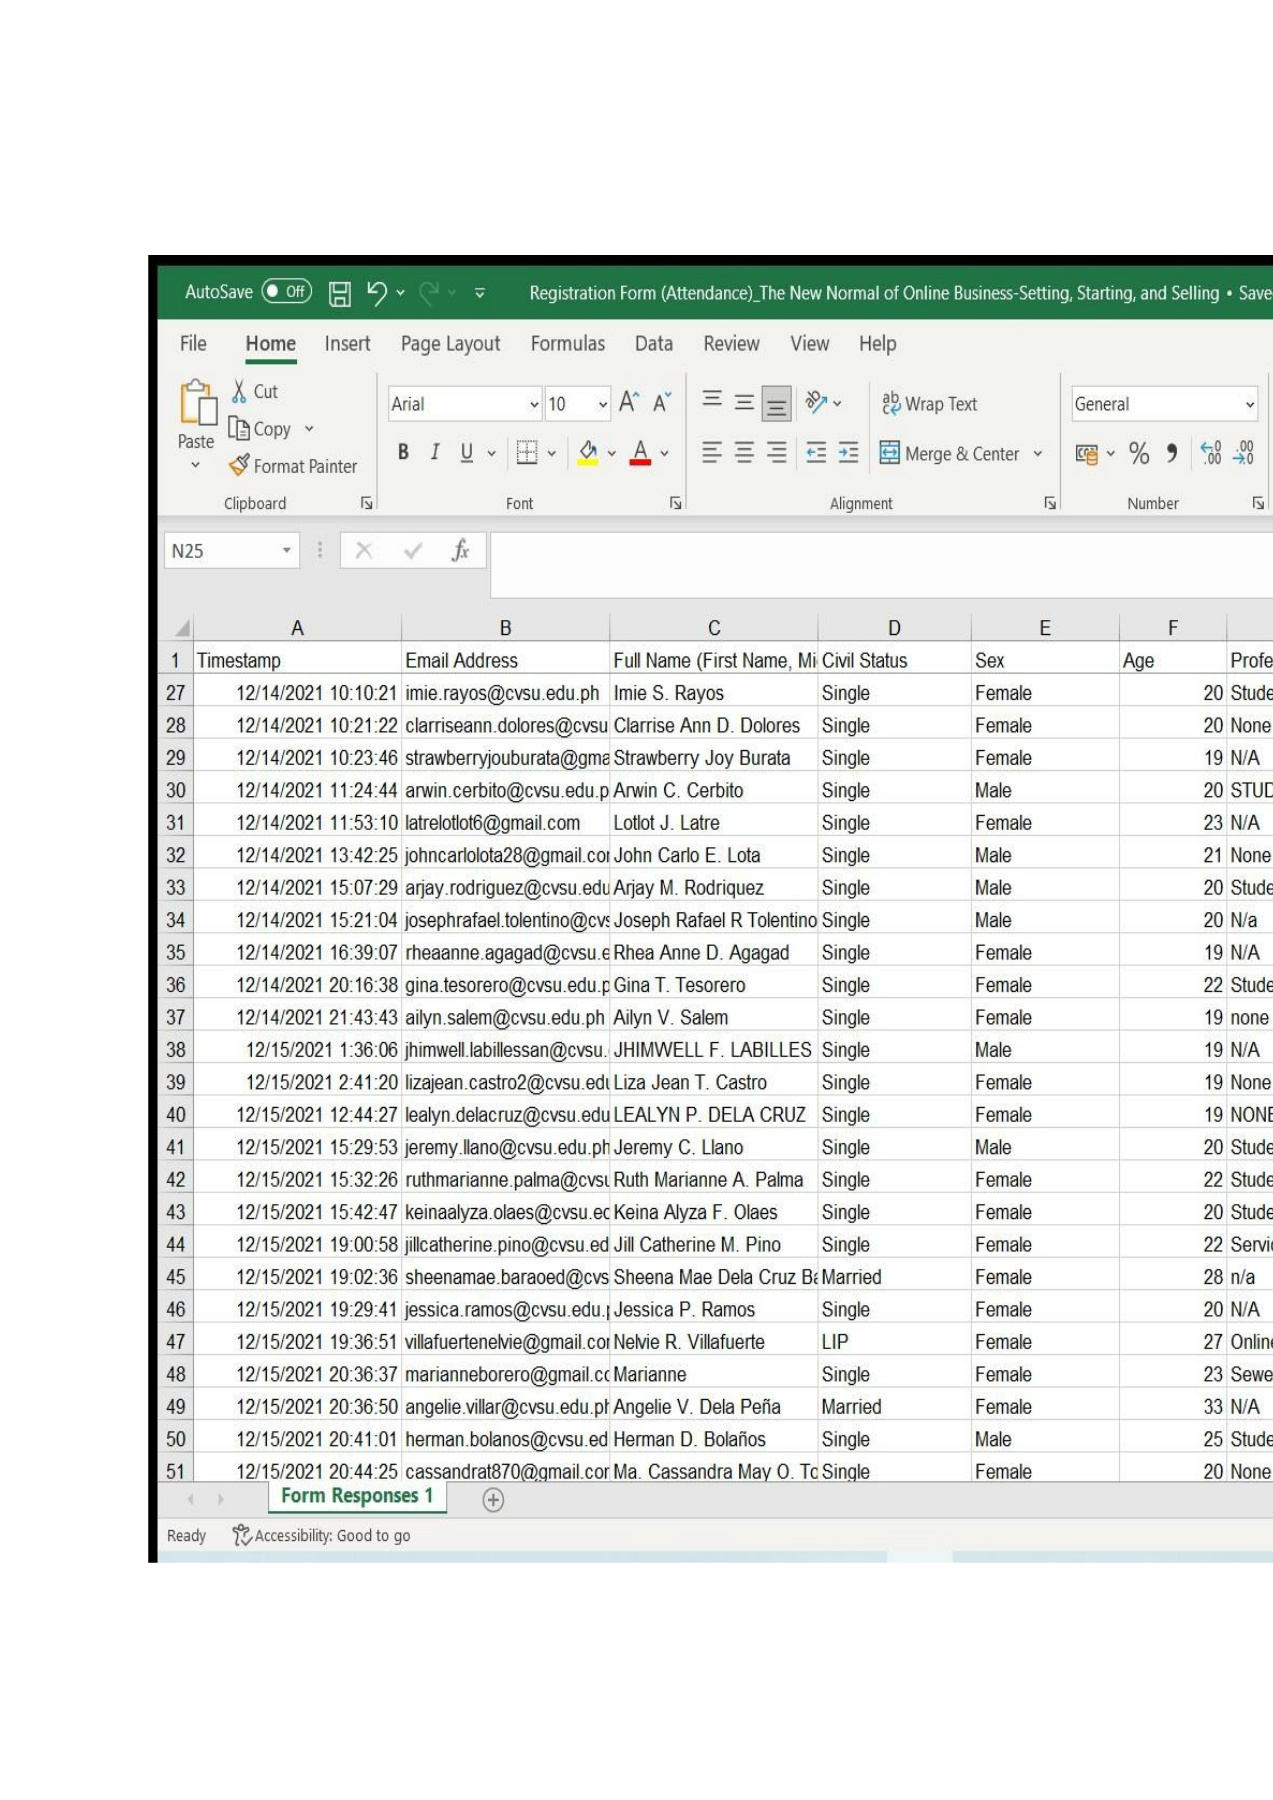 AutoSave Off Registration Form (Attendance)_The New Normal of Online Business-Setting, Starting, and Selling • Save
File Home Insert Page Layout Formulas Data Review View Help
Paste Cut Copy Format Painter Clipboard
Arial 10 B I U Font
ab Wrap Text Merge & Center Alignment
General % Number
N25 fx
A B C D E F
1 Timestamp Email Address Full Name (First Name, Mi Civil Status Sex Age Profe
27 12/14/2021 10:10:21 imie.rayos@cvsu.edu.ph Imie S. Rayos Single Female 20 Stude
28 12/14/2021 10:21:22 clarriseann.dolores@cvsu Clarrise Ann D. Dolores Single Female 20 None
29 12/14/2021 10:23:46 strawberryjouburata@gma Strawberry Joy Burata Single Female 19 N/A
30 12/14/2021 11:24:44 arwin.cerbito@cvsu.edu.p Arwin C. Cerbito Single Male 20 STUD
31 12/14/2021 11:53:10 latrelotlot6@gmail.com Lotlot J. Latre Single Female 23 N/A
32 12/14/2021 13:42:25 johncarlolota28@gmail.co John Carlo E. Lota Single Male 21 None
33 12/14/2021 15:07:29 arjay.rodriguez@cvsu.edu Arjay M. Rodriquez Single Male 20 Stude
34 12/14/2021 15:21:04 josephrafael.tolentino@cvs Joseph Rafael R Tolentino Single Male 20 N/a
35 12/14/2021 16:39:07 rheaanne.agagad@cvsu.e Rhea Anne D. Agagad Single Female 19 N/A
36 12/14/2021 20:16:38 gina.tesorero@cvsu.edu.p Gina T. Tesorero Single Female 22 Stude
37 12/14/2021 21:43:43 ailyn.salem@cvsu.edu.ph Ailyn V. Salem Single Female 19 none
38 12/15/2021 1:36:06 jhimwell.labillessan@cvsu. JHIMWELL F. LABILLES Single Male 19 N/A
39 12/15/2021 2:41:20 lizajean.castro2@cvsu.edu Liza Jean T. Castro Single Female 19 None
40 12/15/2021 12:44:27 lealyn.delacruz@cvsu.edu LEALYN P. DELA CRUZ Single Female 19 NONE
41 12/15/2021 15:29:53 jeremy.llano@cvsu.edu.ph Jeremy C. Llano Single Male 20 Stude
42 12/15/2021 15:32:26 ruthmarianne.palma@cvsu Ruth Marianne A. Palma Single Female 22 Stude
43 12/15/2021 15:42:47 keinaalyza.olaes@cvsu.ed Keina Alyza F. Olaes Single Female 20 Stude
44 12/15/2021 19:00:58 jillcatherine.pino@cvsu.ed Jill Catherine M. Pino Single Female 22 Servi
45 12/15/2021 19:02:36 sheenamae.baraoed@cvs Sheena Mae Dela Cruz Ba Married Female 28 n/a
46 12/15/2021 19:29:41 jessica.ramos@cvsu.edu. Jessica P. Ramos Single Female 20 N/A
47 12/15/2021 19:36:51 villafuertenelvie@gmail.co Nelvie R. Villafuerte LIP Female 27 Online
48 12/15/2021 20:36:37 marianneborero@gmail.c Marianne Single Female 23 Sewe
49 12/15/2021 20:36:50 angelie.villar@cvsu.edu.ph Angelie V. Dela Peña Married Female 33 N/A
50 12/15/2021 20:41:01 herman.bolanos@cvsu.ed Herman D. Bolaños Single Male 25 Stude
51 12/15/2021 20:44:25 cassandrat870@gmail.co Ma. Cassandra May O. To Single Female 20 None
Form Responses 1
Ready Accessibility: Good to go